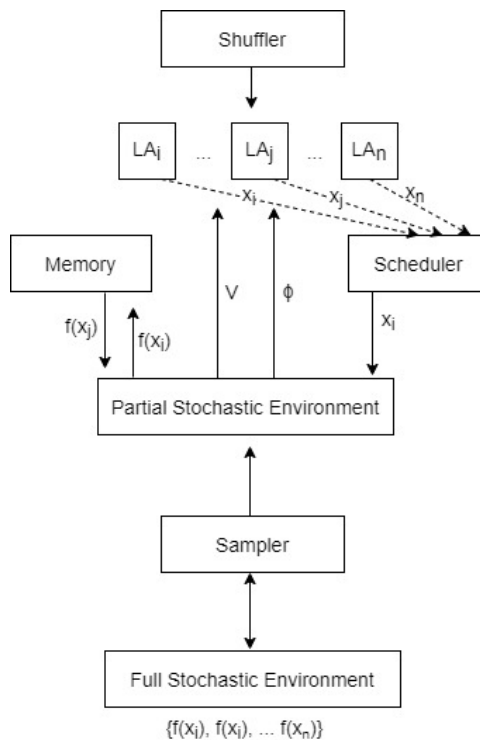 Shuffler
LAi ... LAj ... LAn
xi xj xn
Memory
Scheduler
f(xj) f(xi) V ϕ xi
Partial Stochastic Environment
Sampler
Full Stochastic Environment
{f(xj), f(xj), ... f(xn)}